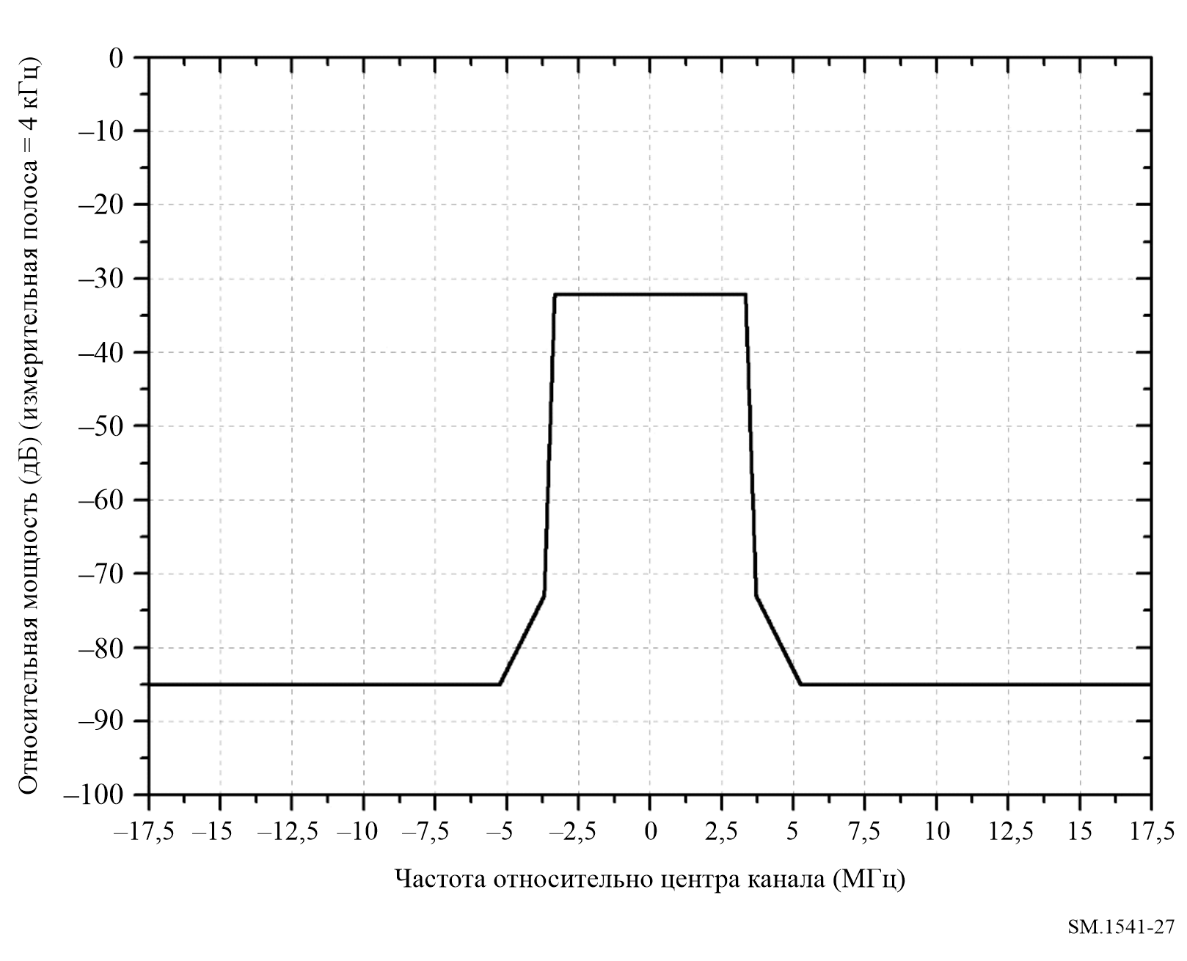 Относительная мощность (дБ) (измерительная полоса = 4 кГц)
0
–10
–20
–30
–40
–50
–60
–70
–80
–90
–100
–17,5 –15 –12,5 –10 –7,5 –5 –2,5 0 2,5 5 7,5 10 12,5 15 17,5
Частота относительно центра канала (МГц)
SM.1541-27